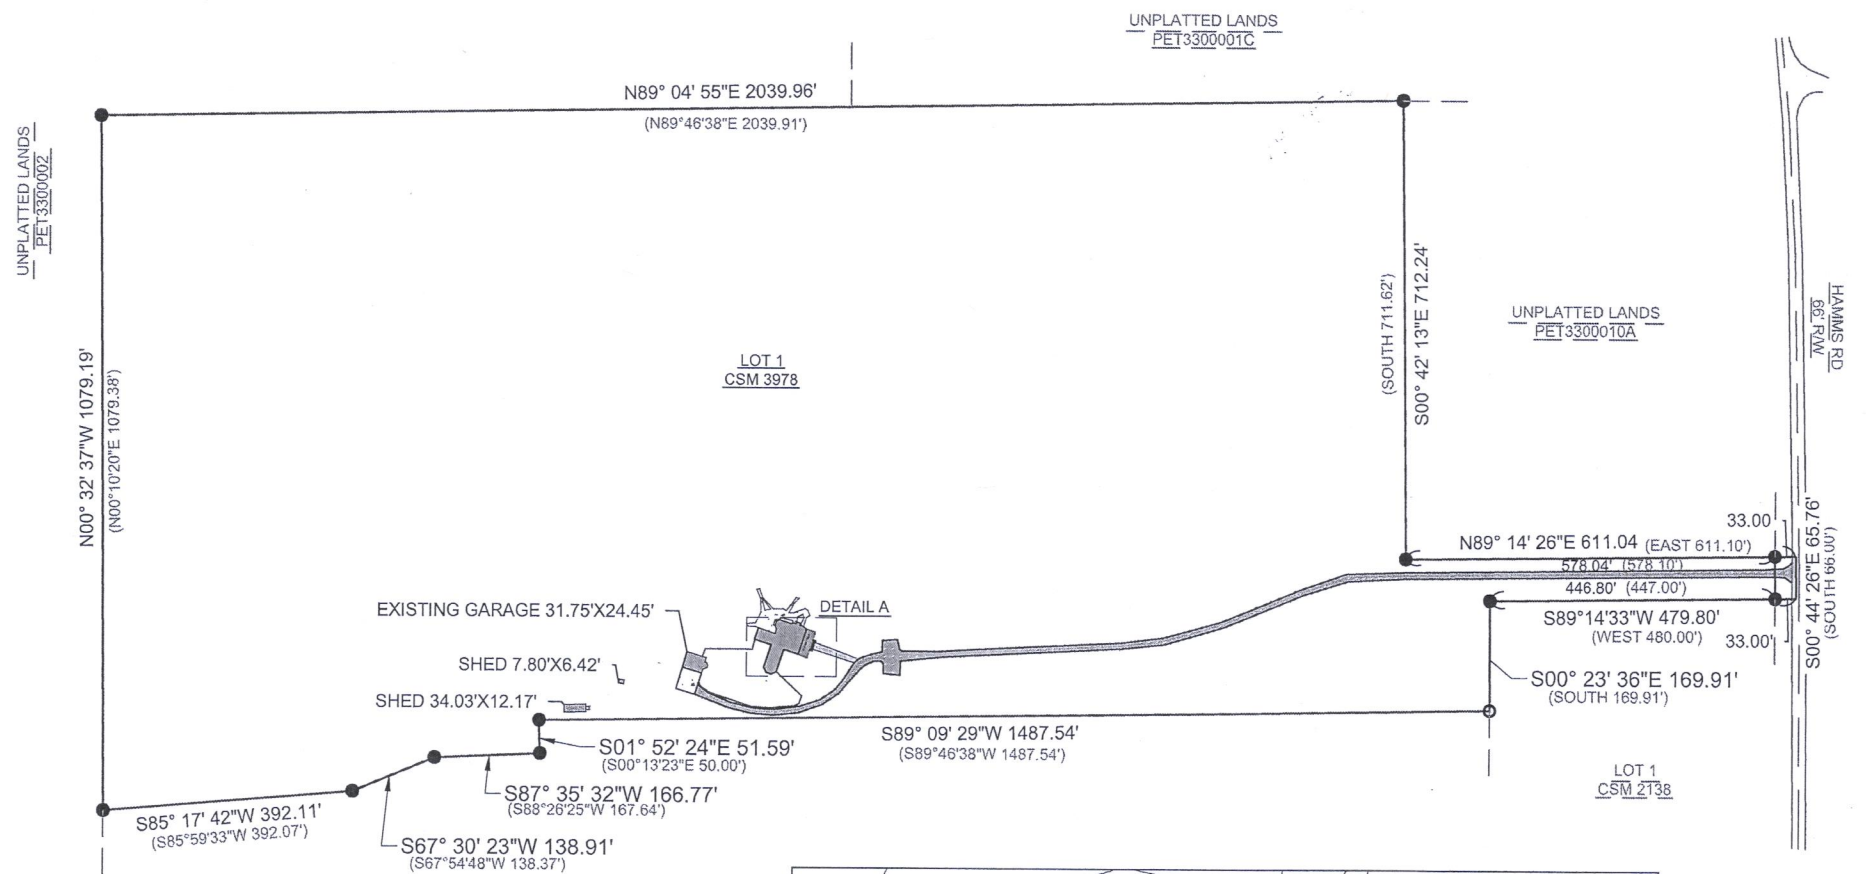 UNPLATTED LANDS
PET3300001C
N89° 04' 55"E 2039.96'
(N89°46'38"E 2039.91')
UNPLATTED LANDS
PET3300002
N00° 32' 37"W 1079.19'
(N00°10'20"E 1079.38')
LOT 1
CSM 3978
(SOUTH 711.62')
S00° 42' 13"E 712.24'
UNPLATTED LANDS
PET3300010A
HAMMS RD
66' R/W
33.00
N89° 14' 26"E 611.04 (EAST 611.10')
578.04' (578.10')
446.80' (447.00')
S89°14'33"W 479.80'
(WEST 480.00')
33.00'
S00° 44' 26"E 65.76'
(SOUTH 66.00')
EXISTING GARAGE 31.75'X24.45'
DETAIL A
SHED 7.80'X6.42'
SHED 34.03'X12.17'
S00° 23' 36"E 169.91'
(SOUTH 169.91')
S89° 09' 29"W 1487.54'
(S89°46'38"W 1487.54')
S01° 52' 24"E 51.59'
(S00°13'23"E 50.00')
S87° 35' 32"W 166.77'
(S88°26'25"W 167.64')
LOT 1
CSM 2138
S85° 17' 42"W 392.11'
(S85°59'33"W 392.07')
S67° 30' 23"W 138.91'
(S67°54'48"W 138.37')